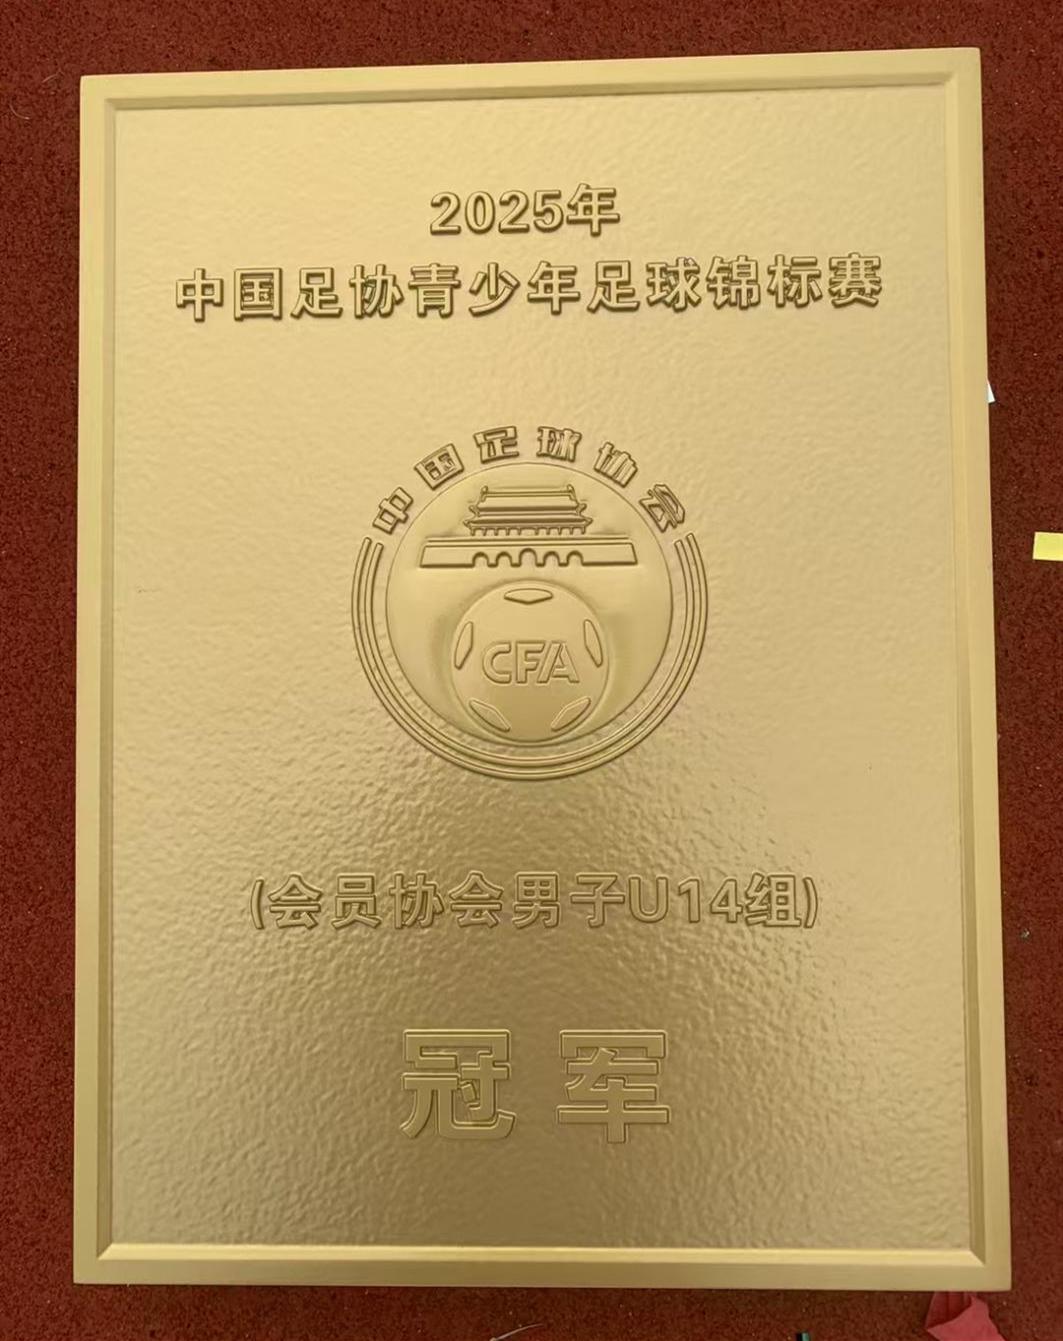 2025年
中国足协青少年足球锦标赛
中国足球协会
CFA
(会员协会男子U14组)
冠军